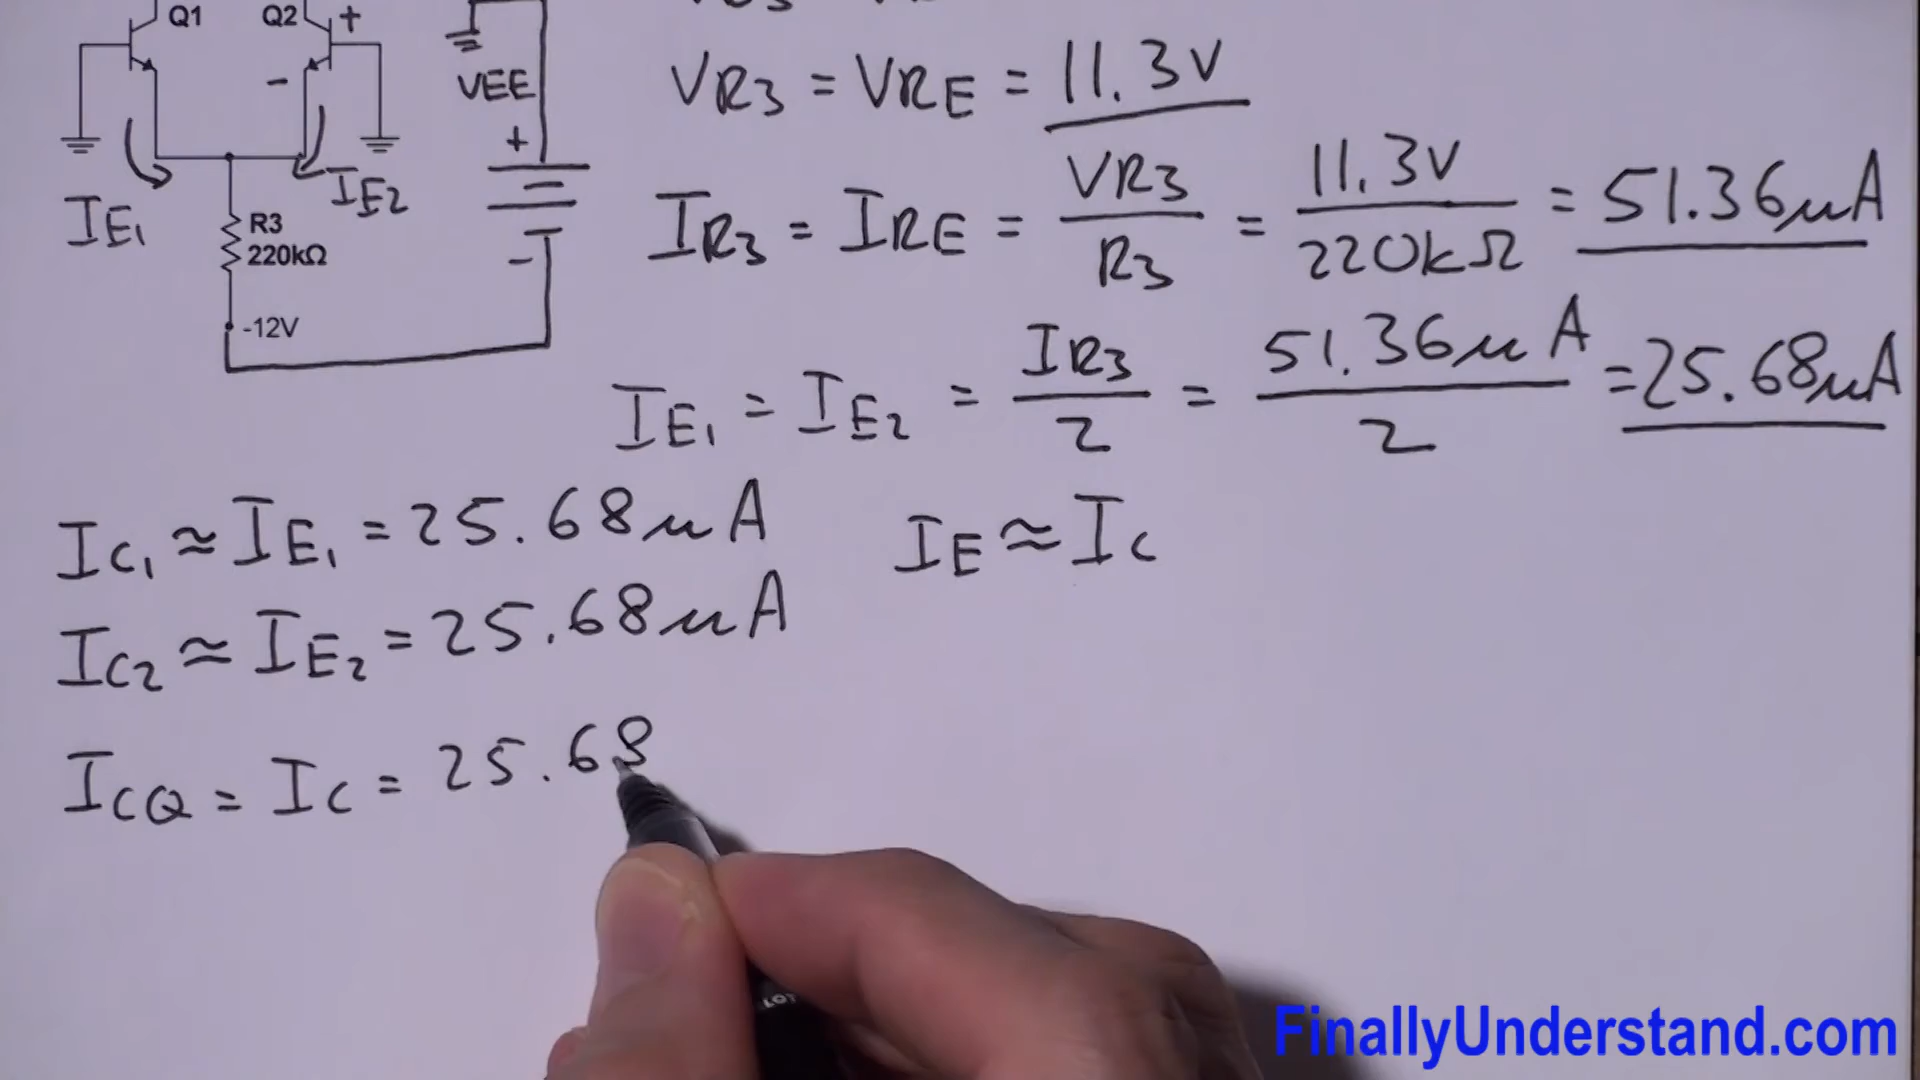 Q1 Q2 +
-
VEE
+
-
IE1 IE2
R3
220kΩ
-12V
VR3 = VRE = 11.3V
IR3 = IRE = VR3 / R3 = 11.3V / 220kΩ = 51.36μA
IE1 = IE2 = IR3 / 2 = 51.36μA / 2 = 25.68μA
IC1 ≈ IE1 = 25.68μA IE ≈ IC
IC2 ≈ IE2 = 25.68μA
ICQ = IC = 25.68
FinallyUnderstand.com